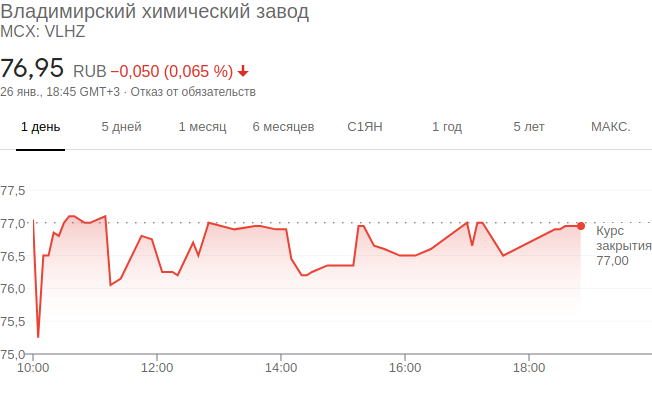 Владимирский химический завод
MCX: VLHZ
76,95 RUB −0,050 (0,065 %)
26 янв., 18:45 GMT+3 · Отказ от обязательств
1 день 5 дней 1 месяц 6 месяцев С1ЯН 1 год 5 лет МАКС.
77,5
77,0
Курс
закрытия
77,00
76,5
76,0
75,5
75,0
10:00 12:00 14:00 16:00 18:00